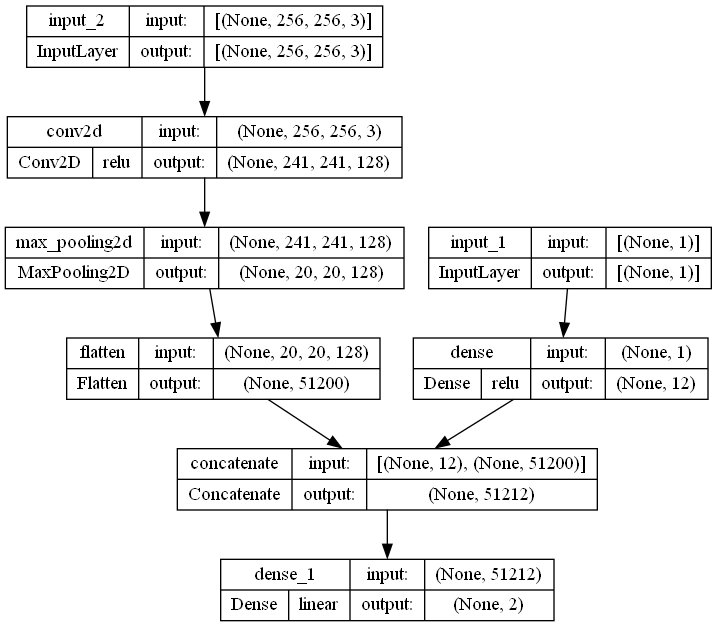 input_2 input: [(None, 256, 256, 3)]
InputLayer output: [(None, 256, 256, 3)]
conv2d input: (None, 256, 256, 3)
Conv2D relu output: (None, 241, 241, 128)
max_pooling2d input: (None, 241, 241, 128)
MaxPooling2D output: (None, 20, 20, 128)
input_1 input: [(None, 1)]
InputLayer output: [(None, 1)]
flatten input: (None, 20, 20, 128)
Flatten output: (None, 51200)
dense input: (None, 1)
Dense relu output: (None, 12)
concatenate input: [(None, 12), (None, 51200)]
Concatenate output: (None, 51212)
dense_1 input: (None, 51212)
Dense linear output: (None, 2)